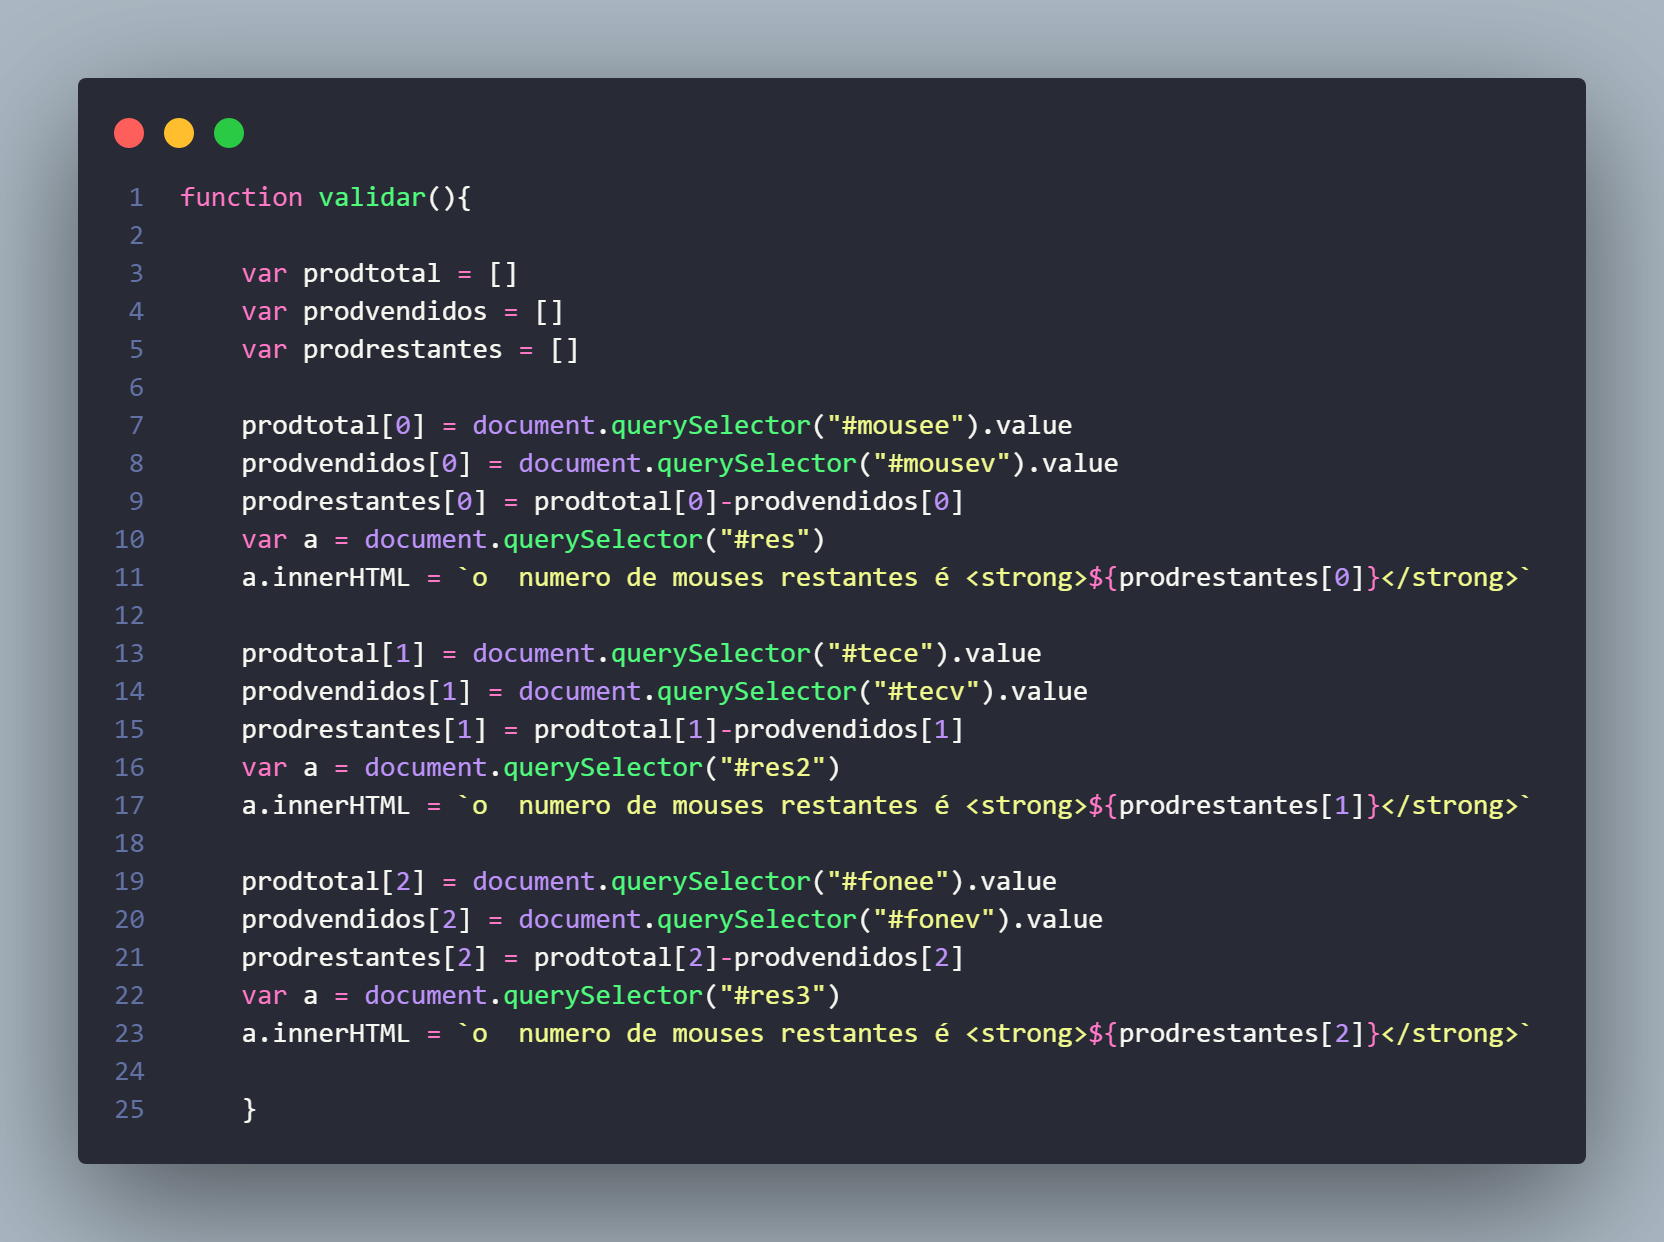 1 function validar(){
2
3 var prodtotal = []
4 var prodvendidos = []
5 var prodrestantes = []
6
7 prodtotal[0] = document.querySelector("#mousee").value
8 prodvendidos[0] = document.querySelector("#mousev").value
9 prodrestantes[0] = prodtotal[0]-prodvendidos[0]
10 var a = document.querySelector("#res")
11 a.innerHTML = `o  numero de mouses restantes é <strong>${prodrestantes[0]}</strong>`
12
13 prodtotal[1] = document.querySelector("#tece").value
14 prodvendidos[1] = document.querySelector("#tecv").value
15 prodrestantes[1] = prodtotal[1]-prodvendidos[1]
16 var a = document.querySelector("#res2")
17 a.innerHTML = `o  numero de mouses restantes é <strong>${prodrestantes[1]}</strong>`
18
19 prodtotal[2] = document.querySelector("#fonee").value
20 prodvendidos[2] = document.querySelector("#fonev").value
21 prodrestantes[2] = prodtotal[2]-prodvendidos[2]
22 var a = document.querySelector("#res3")
23 a.innerHTML = `o  numero de mouses restantes é <strong>${prodrestantes[2]}</strong>`
24
25 }